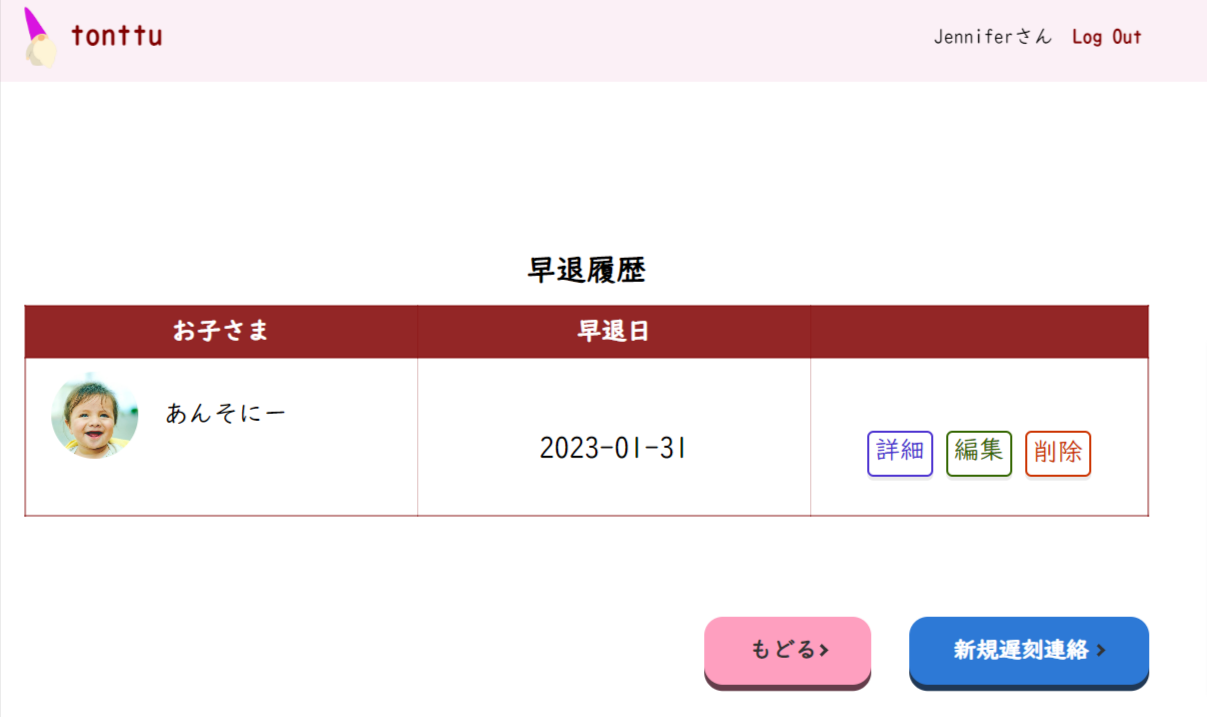 tonttu
Jenniferさん Log Out
早退履歴
お子さま 早退日
あんそにー
2023-01-31
詳細 編集 削除
もどる> 新規遅刻連絡 >